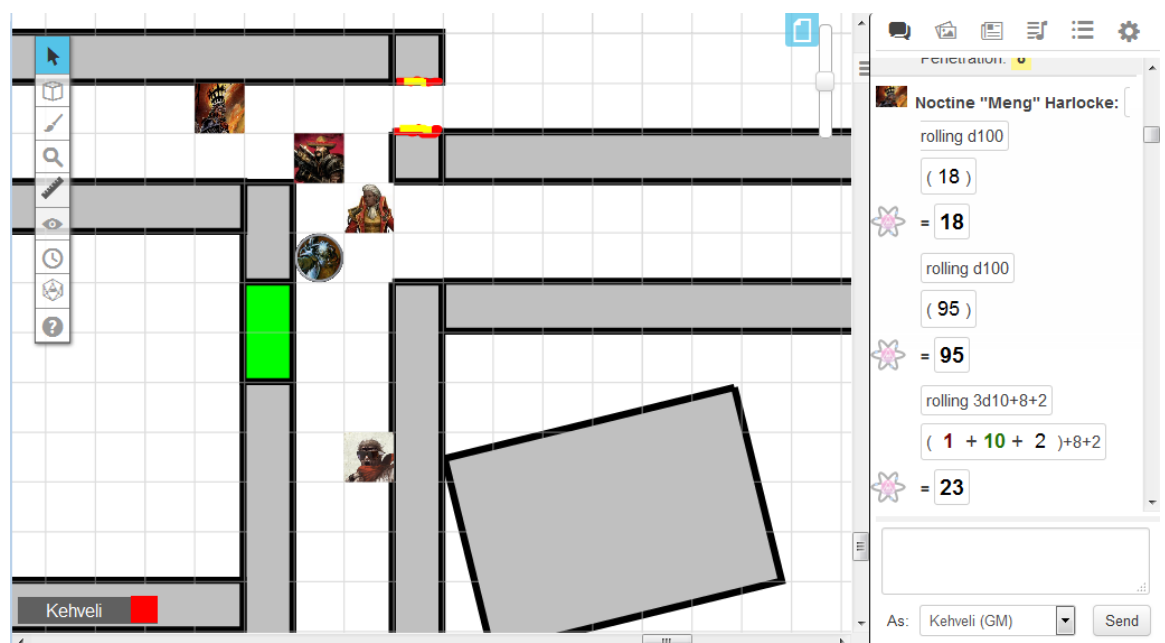 Penetration: 8
Noctine "Meng" Harlocke:
rolling d100
( 18 )
= 18
rolling d100
( 95 )
= 95
rolling 3d10+8+2
( 1 + 10 + 2 )+8+2
= 23
Kehveli
As: Kehveli (GM) Send